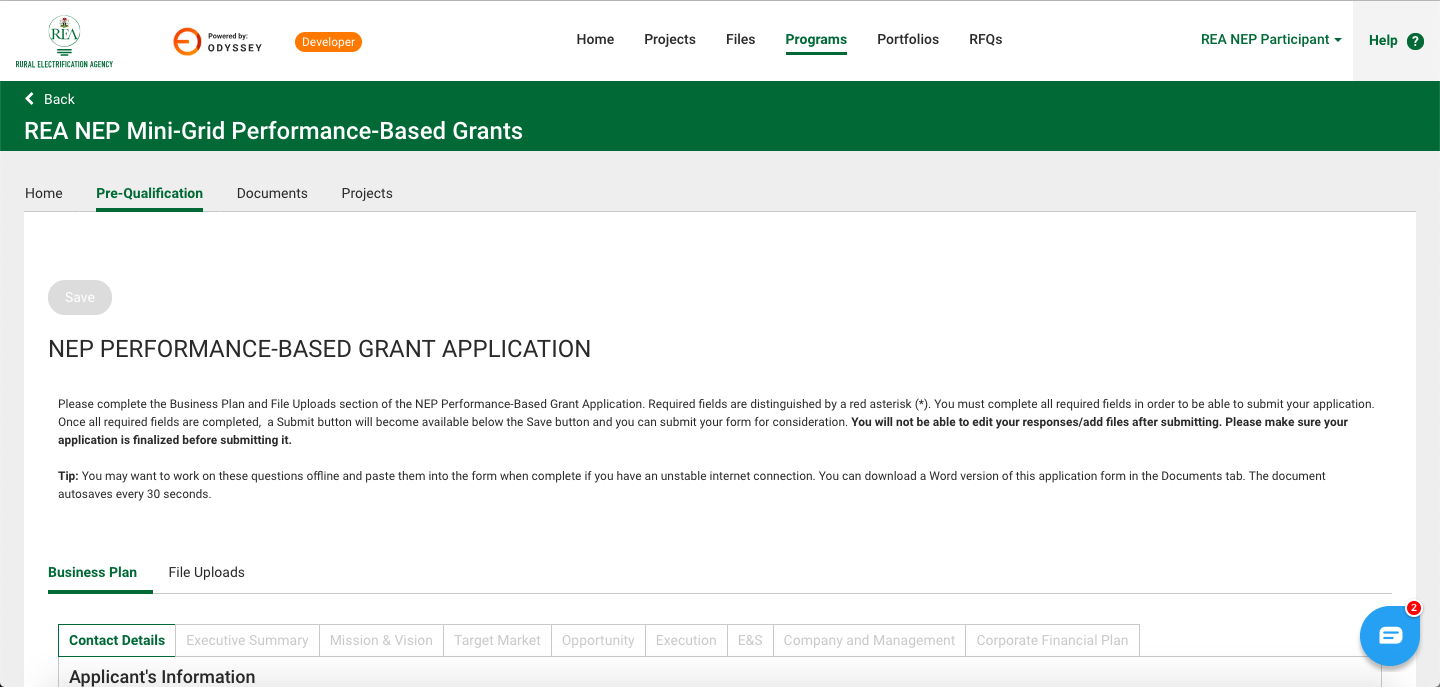 REA
RURAL ELECTRIFICATION AGENCY
Powered by:
ODYSSEY
Developer
Home Projects Files Programs Portfolios RFQs
REA NEP Participant
Help ?
Back
REA NEP Mini-Grid Performance-Based Grants
Home Pre-Qualification Documents Projects
Save
NEP PERFORMANCE-BASED GRANT APPLICATION
Please complete the Business Plan and File Uploads section of the NEP Performance-Based Grant Application. Required fields are distinguished by a red asterisk (*). You must complete all required fields in order to be able to submit your application.
Once all required fields are completed, a Submit button will become available below the Save button and you can submit your form for consideration. You will not be able to edit your responses/add files after submitting. Please make sure your
application is finalized before submitting it.
Tip: You may want to work on these questions offline and paste them into the form when complete if you have an unstable internet connection. You can download a Word version of this application form in the Documents tab. The document
autosaves every 30 seconds.
Business Plan File Uploads
2
Contact Details Executive Summary Mission & Vision Target Market Opportunity Execution E&S Company and Management Corporate Financial Plan
Applicant's Information